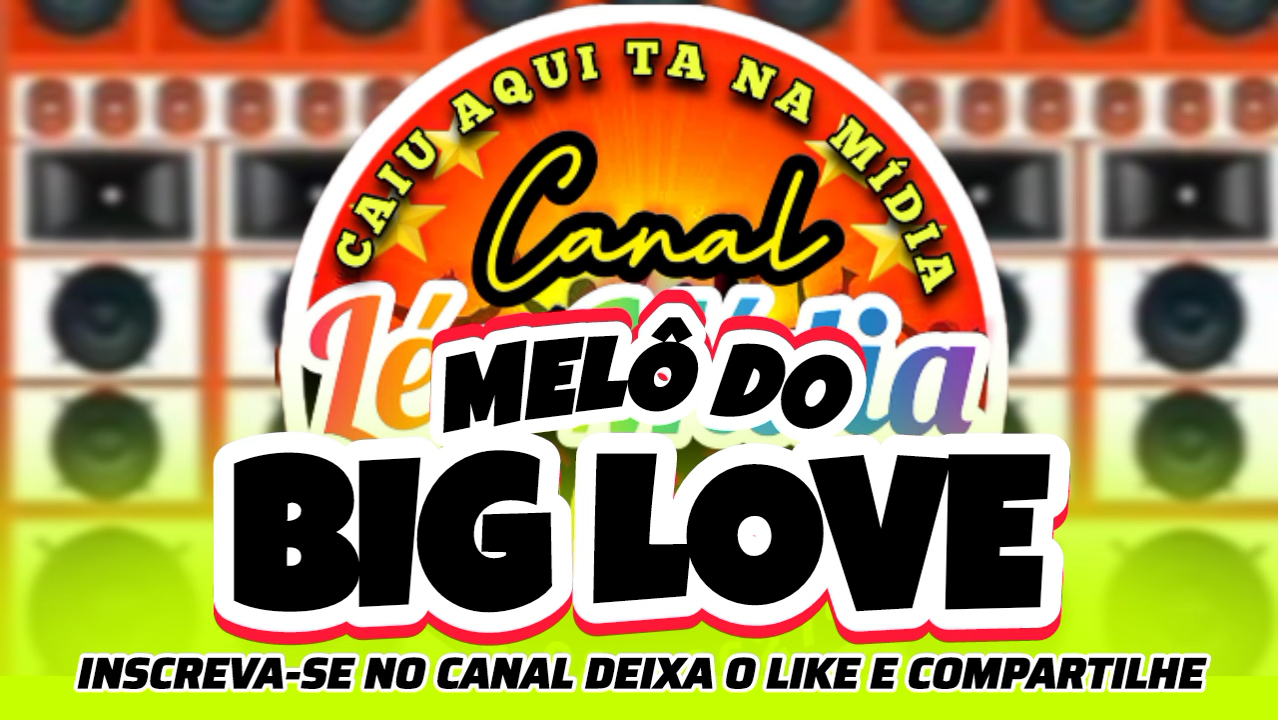 CAIU AQUI TA NA MÍDIA
Canal
MELÔ DO
BIG LOVE
INSCREVA-SE NO CANAL DEIXA O LIKE E COMPARTILHE